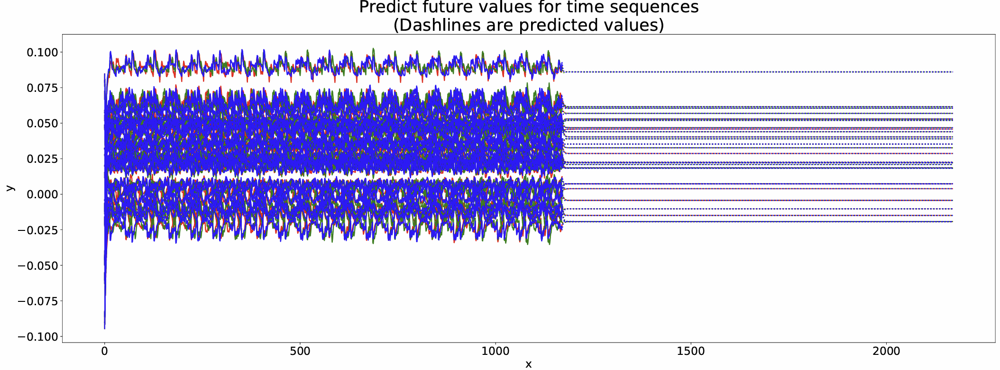 Predict future values for time sequences
(Dashlines are predicted values)
0.100
0.075
0.050
0.025
0.000
−0.025
−0.050
−0.075
−0.100
y
0 500 1000 1500 2000
x